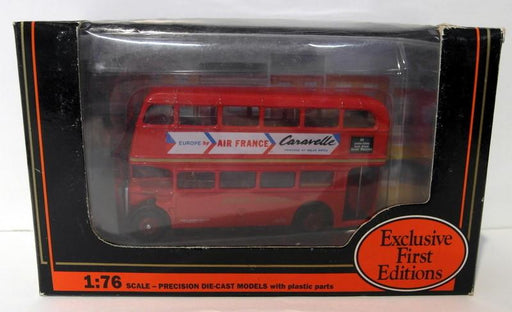 EUROPE by AIR FRANCE Caravelle
Exclusive
First
Editions
1:76 SCALE – PRECISION DIE-CAST MODELS with plastic parts